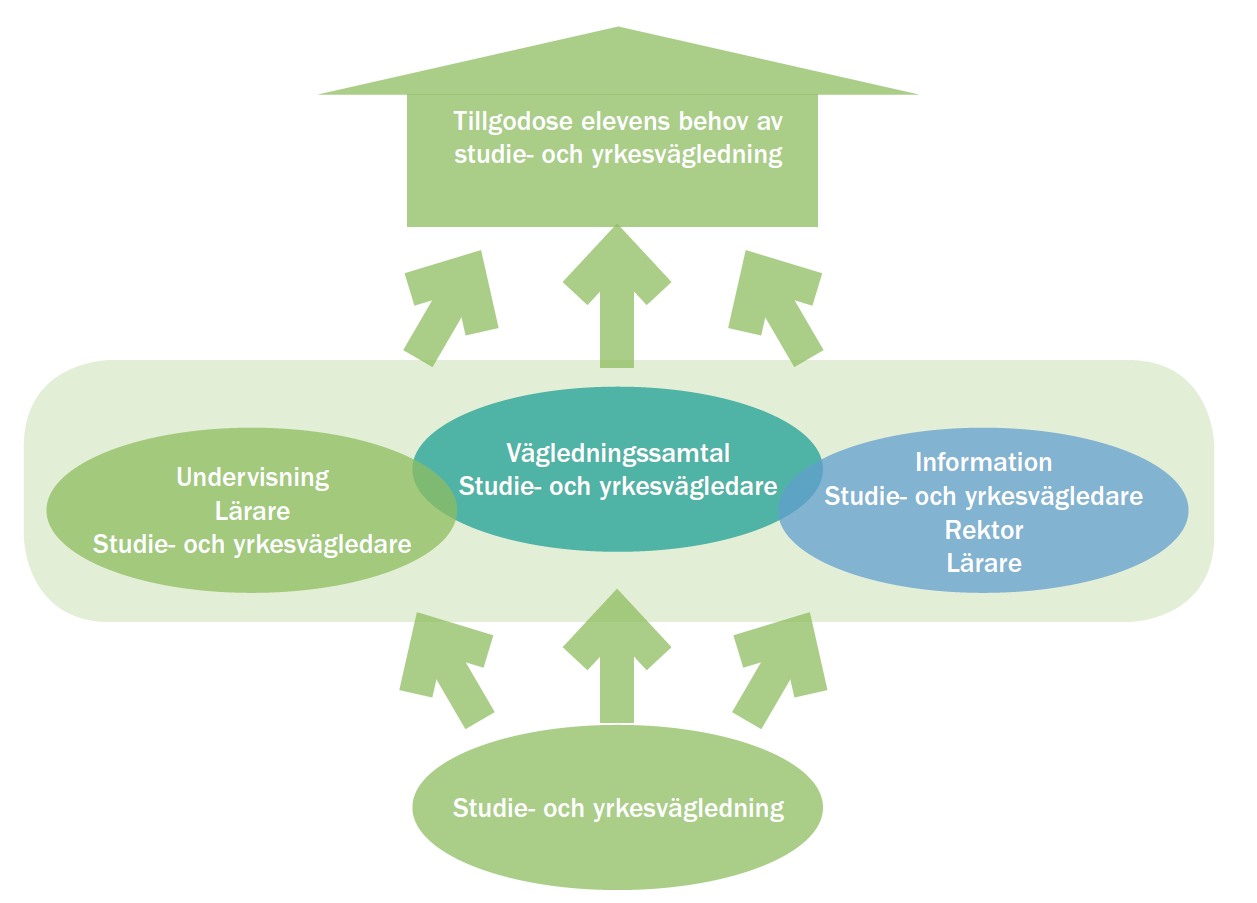 Tillgodose elevens behov av
studie- och yrkesvägledning
Vägledningssamtal
Studie- och yrkesvägledare
Undervisning
Lärare
Studie- och yrkesvägledare
Information
Studie- och yrkesvägledare
Rektor
Lärare
Studie- och yrkesvägledning